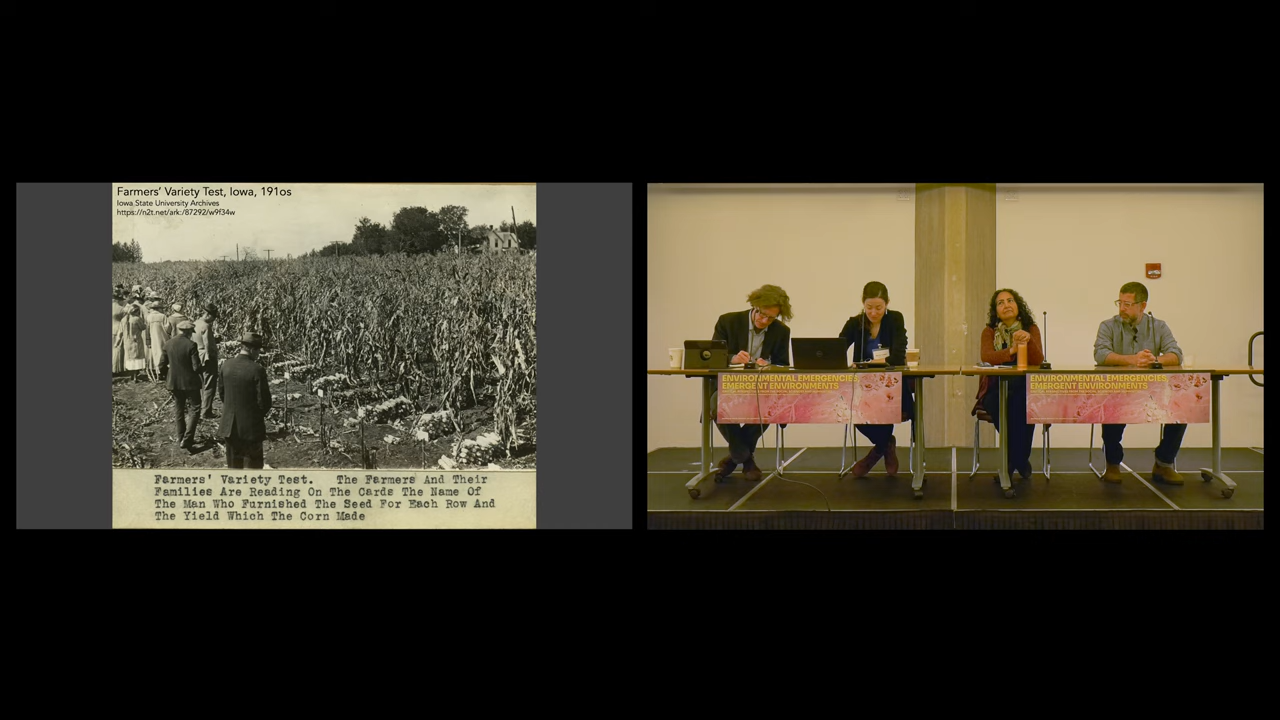 Farmers' Variety Test, Iowa, 191os
Iowa State University Archives
https://n2t.net/ark:/87292/w9f34w
Farmers' Variety Test. The Farmers And Their
Families Are Reading On The Cards The Name Of
The Man Who Furnished The Seed For Each Row And
The Yield Which The Corn Made
ENVIRONMENTAL EMERGENCIES,
EMERGENT ENVIRONMENTS
ENVIRONMENTAL EMERGENCIES,
EMERGENT ENVIRONMENTS